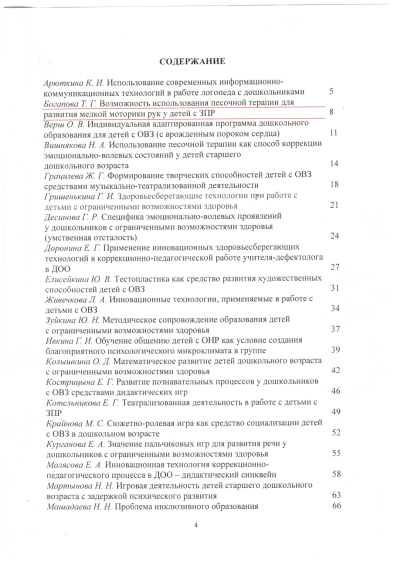 СОДЕРЖАНИЕ
Арюткина К. И. Использование современных информационно-
коммуникационных технологий в работе логопеда с дошкольниками 5
Богапова Т. Г. Возможность использования песочной терапии для
развития мелкой моторики рук у детей с ЗПР 8
Верш О. В. Индивидуальная адаптированная программа дошкольного
образования для детей с ОВЗ (с врожденным пороком сердца) 11
Вишнякова Н. А. Использование песочной терапии как способ коррекции
эмоционально-волевых состояний у детей старшего
дошкольного возраста 14
Грацилева Ж. Г. Формирование творческих способностей детей с ОВЗ
средствами музыкально-театрализованной деятельности 18
Гришенькина Г. И. Здоровьесберегающие технологии при работе с
детьми с ограниченными возможностями здоровья 21
Десинова Г. Р. Специфика эмоционально-волевых проявлений
у дошкольников с ограниченными возможностями здоровья
(умственная отсталость) 24
Доронина Е. Г. Применение инновационных здоровьесберегающих
технологий в коррекционно-педагогической работе учителя-дефектолога
в ДОО 27
Елисейкина Ю. В. Тестопластика как средство развития художественных
способностей детей с ОВЗ 31
Живечкова Л. А. Инновационные технологии, применяемые в работе с
детьми с ОВЗ 34
Зуйкина Ю. Н. Методическое сопровождение образования детей
с ограниченными возможностями здоровья 37
Ивкина Г. И. Обучение общению детей с ОНР как условие создания
благоприятного психологического микроклимата в группе 39
Колышкина О. Д. Математическое развитие детей дошкольного возраста
с ограниченными возможностями здоровья 42
Кострицына Е. Г. Развитие познавательных процессов у дошкольников
с ОВЗ средствами дидактических игр 46
Котельникова Е. Г. Театрализованная деятельность в работе с детьми с
ЗПР 49
Крайнова М. С. Сюжетно-ролевая игра как средство социализации детей
с ОВЗ в дошкольном возрасте 52
Курганова Е. А. Значение пальчиковых игр для развития речи у
дошкольников с ограниченными возможностями здоровья 55
Малясова Е. А. Инновационная технология коррекционно-
педагогического процесса в ДОО – дидактический синквейн 58
Мартынова Н. Н. Игровая деятельность детей старшего дошкольного
возраста с задержкой психического развития 63
Машадаева Н. Н. Проблема инклюзивного образования 66
4